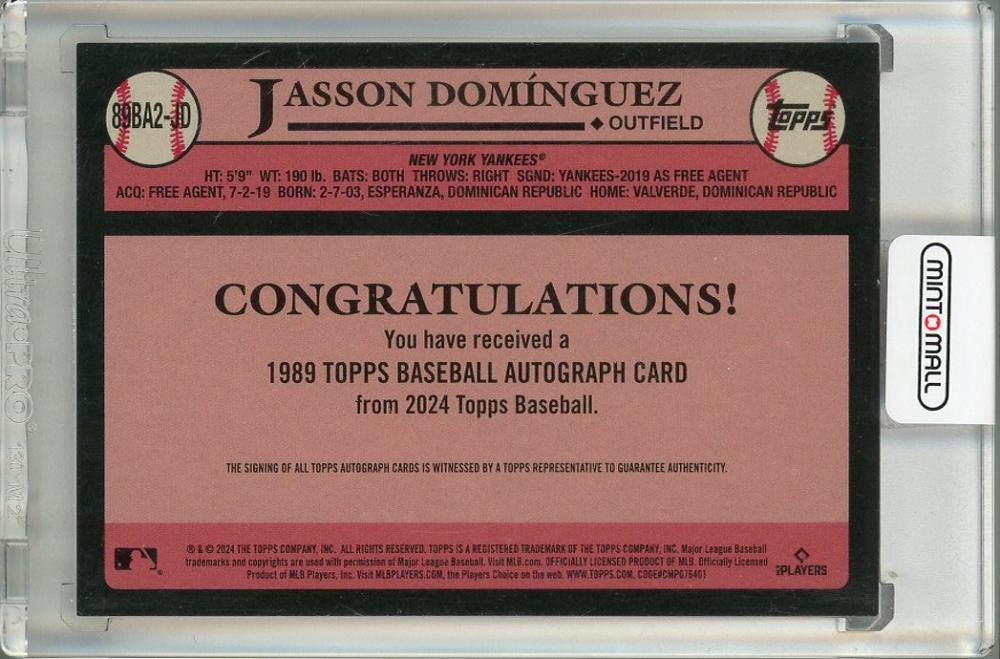 89BA2-JD
JASSON DOMÍNGUEZ
◆ OUTFIELD
Topps
NEW YORK YANKEES®
HT: 5'9" WT: 190 lb. BATS: BOTH THROWS: RIGHT SGND: YANKEES-2019 AS FREE AGENT
ACQ: FREE AGENT, 7-2-19 BORN: 2-7-03, ESPERANZA, DOMINICAN REPUBLIC HOME: VALVERDE, DOMINICAN REPUBLIC
CONGRATULATIONS!
You have received a
1989 TOPPS BASEBALL AUTOGRAPH CARD
from 2024 Topps Baseball.
THE SIGNING OF ALL TOPPS AUTOGRAPH CARDS IS WITNESSED BY A TOPPS REPRESENTATIVE TO GUARANTEE AUTHENTICITY.
® & © 2024 THE TOPPS COMPANY, INC. ALL RIGHTS RESERVED. TOPPS IS A REGISTERED TRADEMARK OF THE TOPPS COMPANY, INC. Major League Baseball
trademarks and copyrights are used with permission of Major League Baseball. Visit MLB.com. OFFICIALLY LICENSED PRODUCT OF MLB. Officially Licensed
Product of MLB Players, Inc. Visit MLBPLAYERS.COM, the Players Choice on the web. WWW.TOPPS.COM. CODE#CMP076401
PLAYERS
MINT MALL
Ultra PRO®